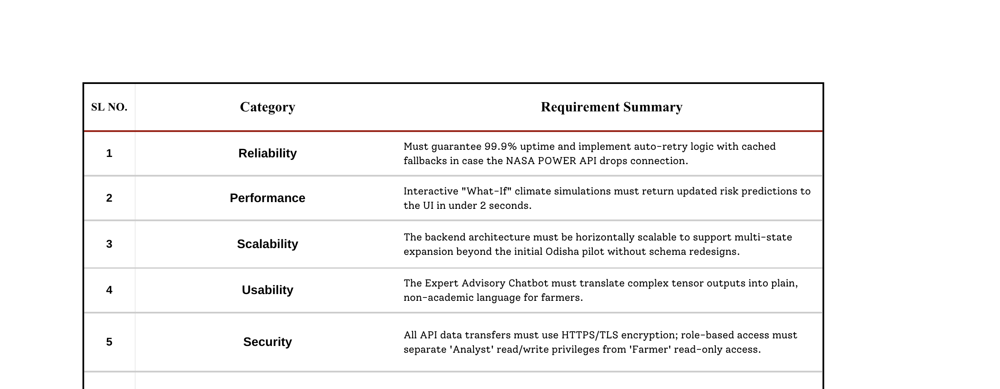 SL NO. Category Requirement Summary
1 Reliability Must guarantee 99.9% uptime and implement auto-retry logic with cached
fallbacks in case the NASA POWER API drops connection.
2 Performance Interactive "What-If" climate simulations must return updated risk predictions to
the UI in under 2 seconds.
3 Scalability The backend architecture must be horizontally scalable to support multi-state
expansion beyond the initial Odisha pilot without schema redesigns.
4 Usability The Expert Advisory Chatbot must translate complex tensor outputs into plain,
non-academic language for farmers.
5 Security All API data transfers must use HTTPS/TLS encryption; role-based access must
separate 'Analyst' read/write privileges from 'Farmer' read-only access.